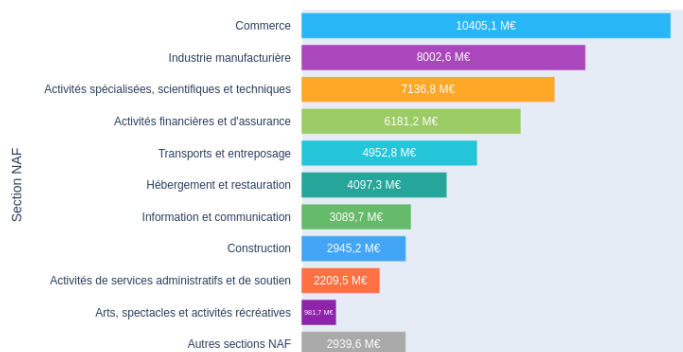 Section NAF
Commerce 10405,1 M€
Industrie manufacturière 8002,6 M€
Activités spécialisées, scientifiques et techniques 7136,8 M€
Activités financières et d'assurance 6181,2 M€
Transports et entreposage 4952,8 M€
Hébergement et restauration 4097,3 M€
Information et communication 3089,7 M€
Construction 2945,2 M€
Activités de services administratifs et de soutien 2209,5 M€
Arts, spectacles et activités récréatives 981,7 M€
Autres sections NAF 2939,6 M€